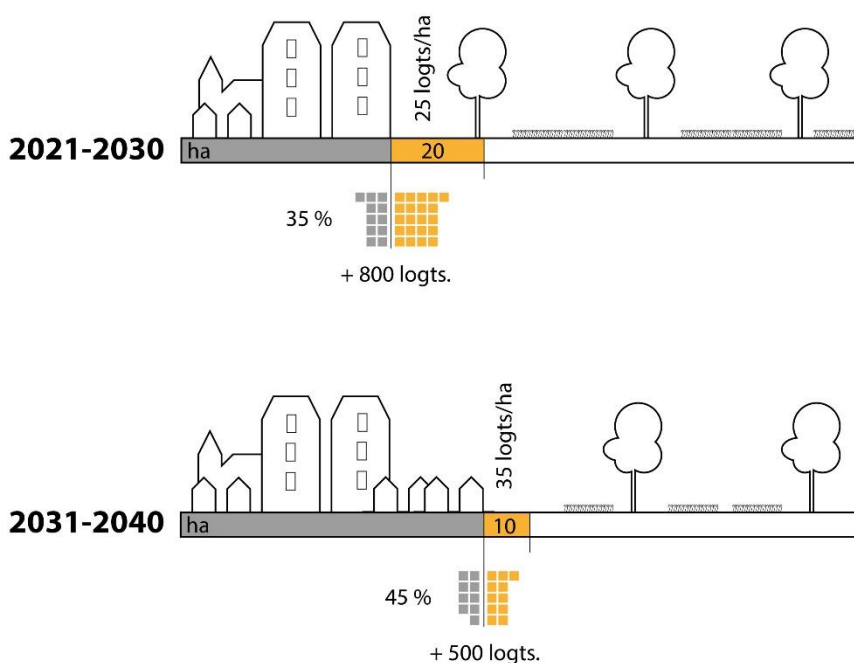 25 logts/ha
2021-2030
ha
20
35 %
+ 800 logts.
35 logts/ha
2031-2040
ha
10
45 %
+ 500 logts.